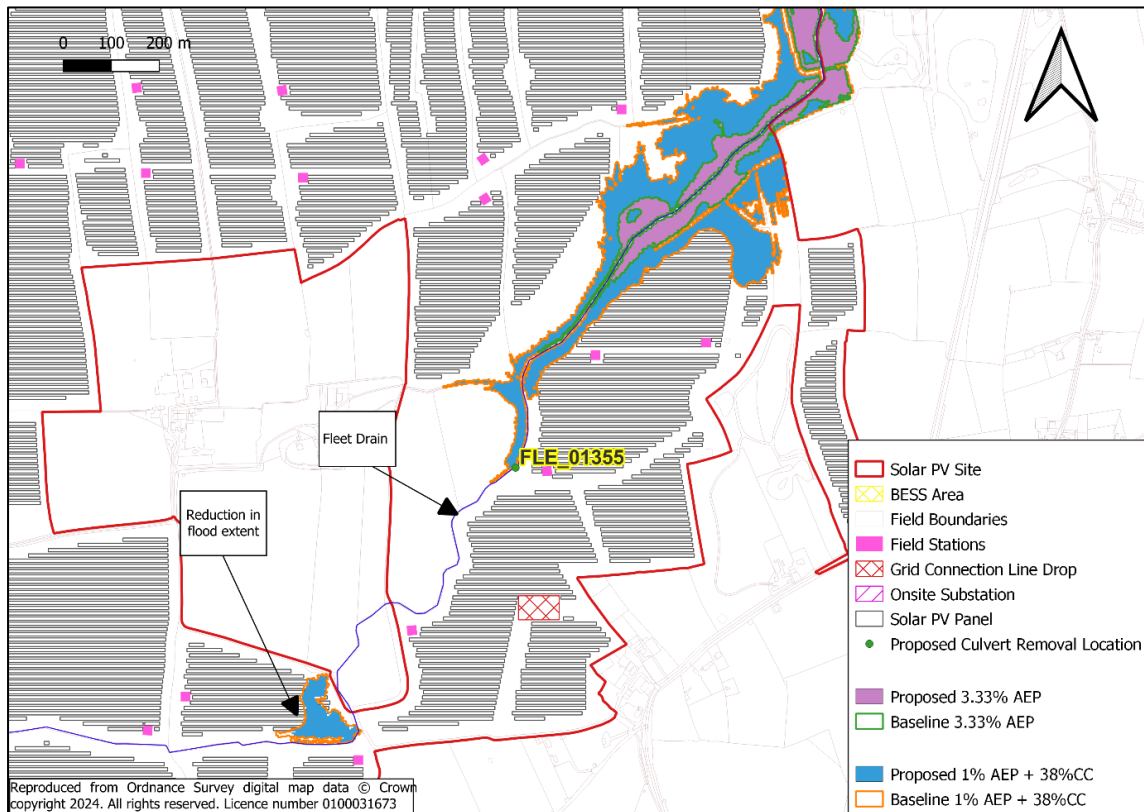 0 100 200 m
Fleet Drain
FLE_01355
Reduction in
flood extent
Solar PV Site
BESS Area
Field Boundaries
Field Stations
Grid Connection Line Drop
Onsite Substation
Solar PV Panel
Proposed Culvert Removal Location
Proposed 3.33% AEP
Baseline 3.33% AEP
Proposed 1% AEP + 38%CC
Baseline 1% AEP + 38%CC
Reproduced from Ordnance Survey digital map data © Crown
copyright 2024. All rights reserved. Licence number 0100031673